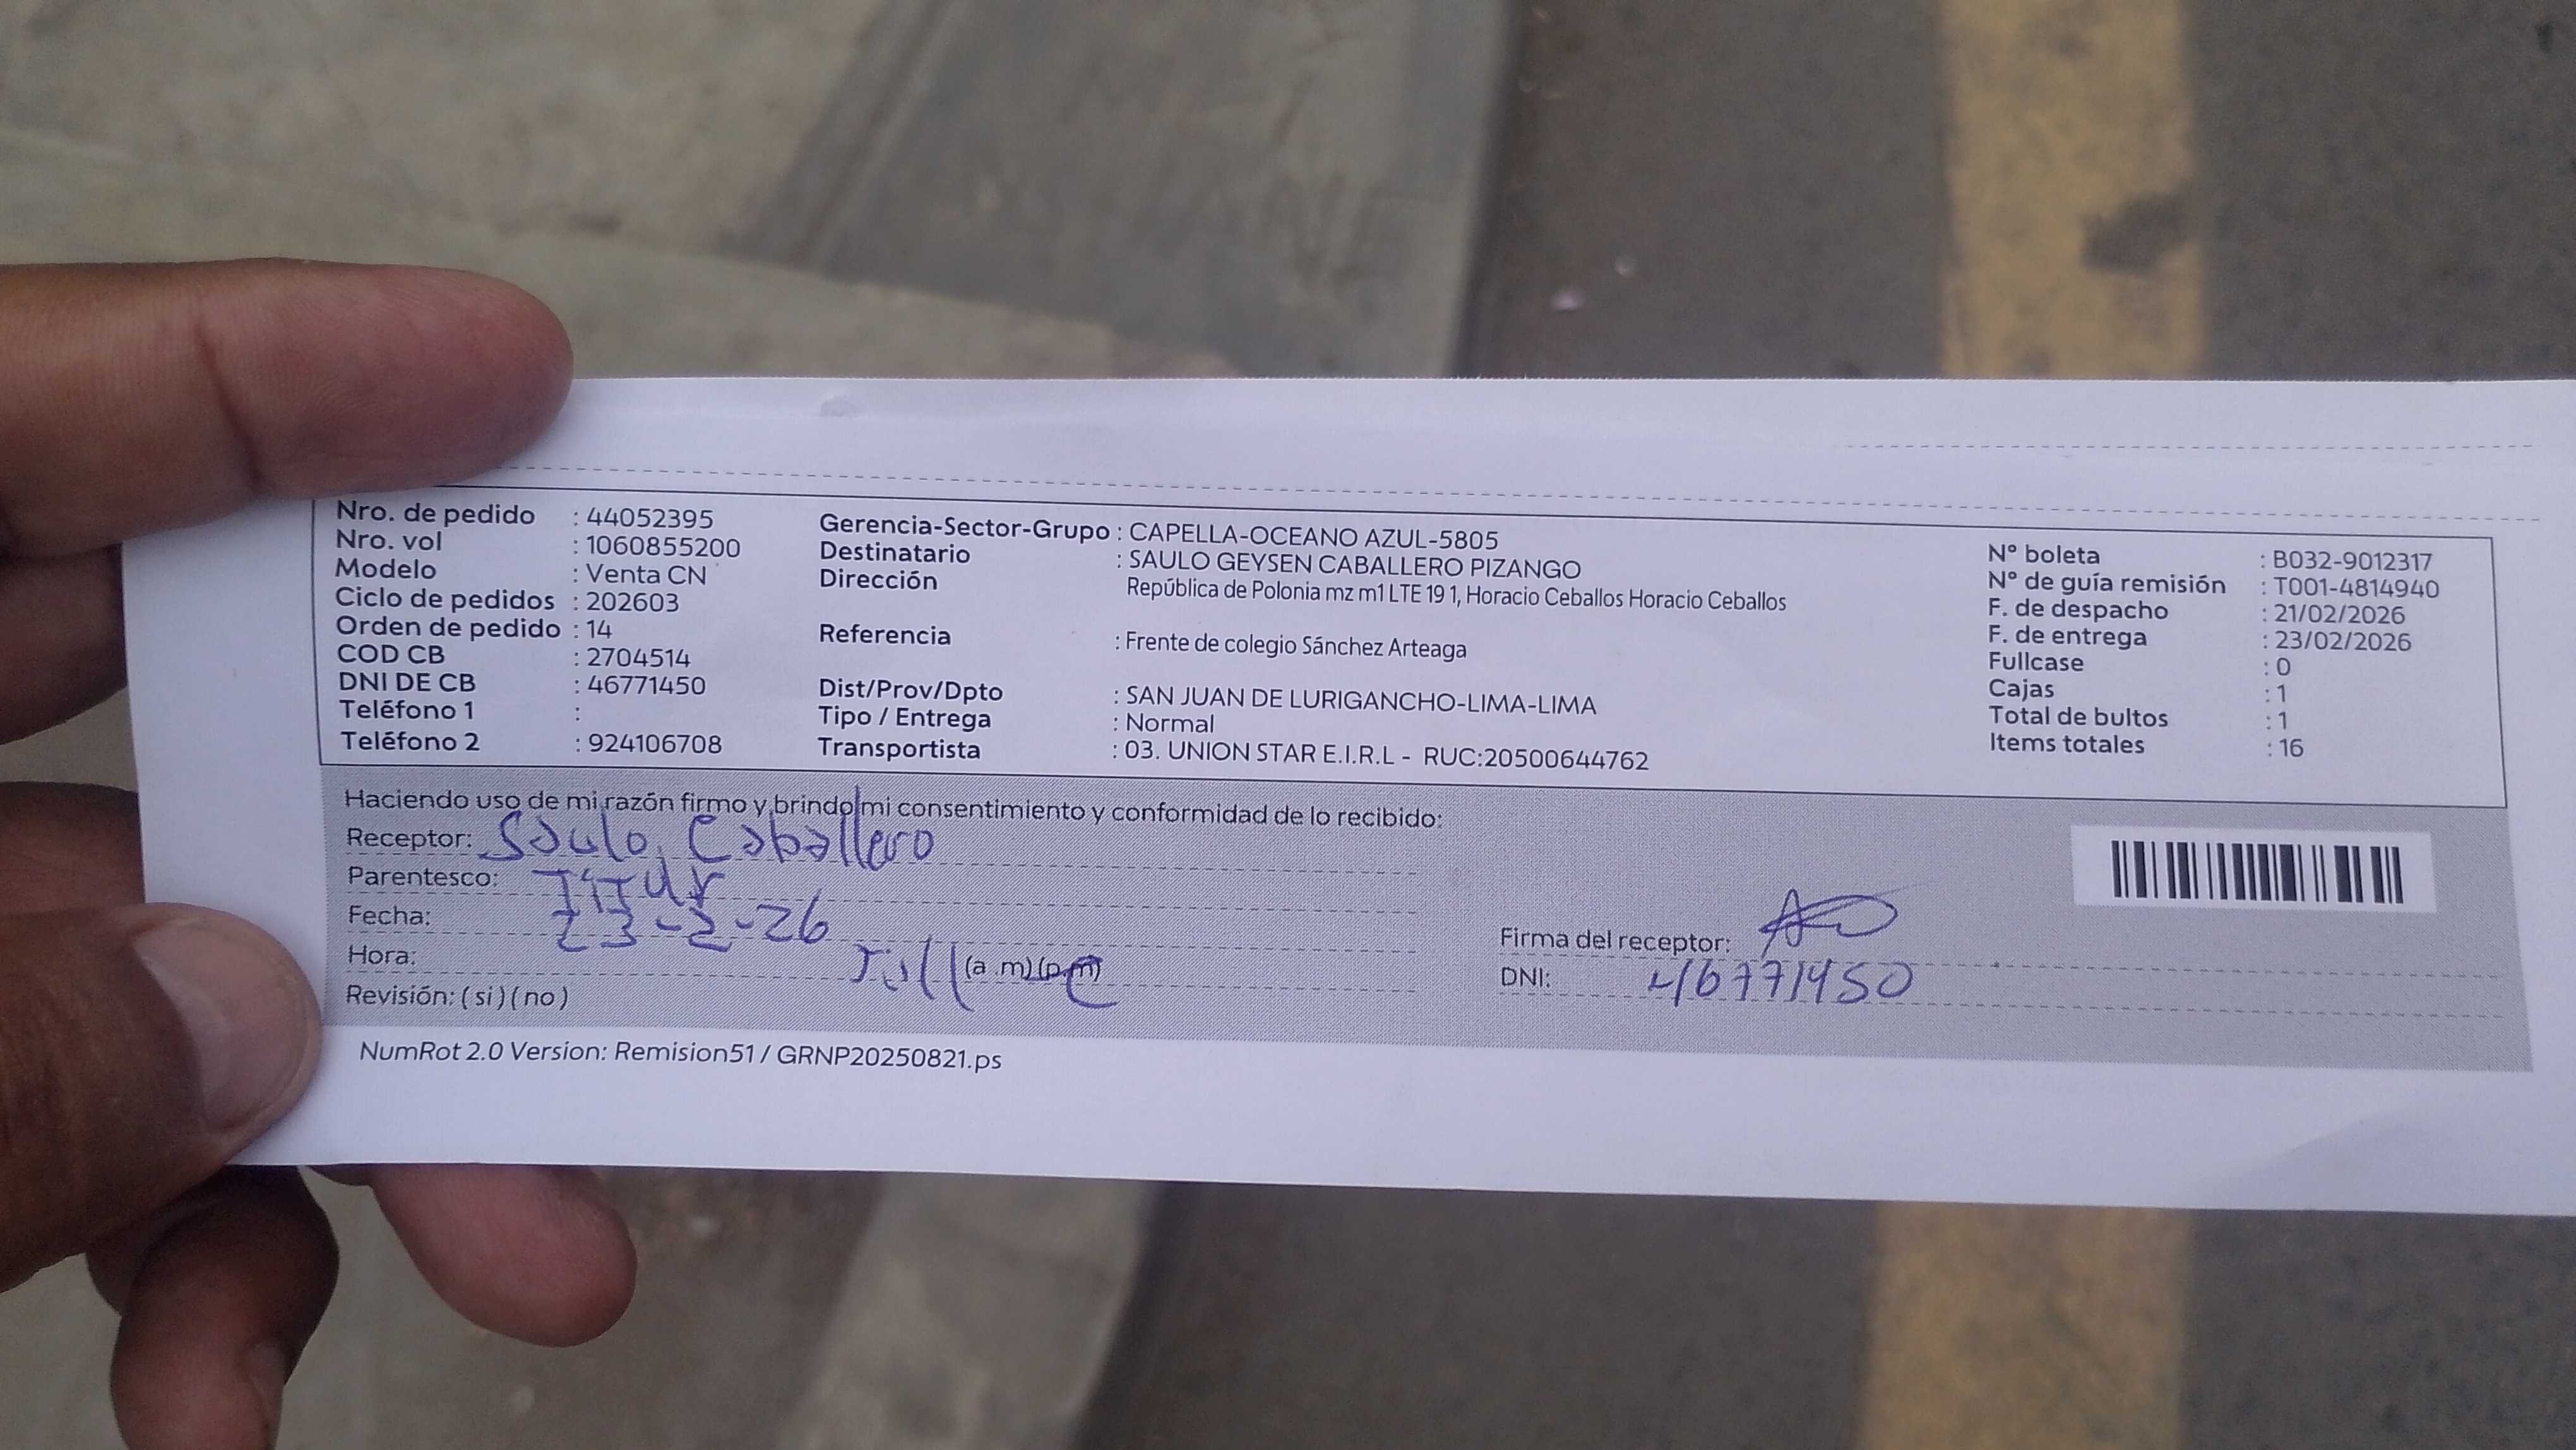 Nro. de pedido : 44052395
Nro. vol : 1060855200
Modelo : Venta CN
Ciclo de pedidos : 202603
Orden de pedido : 14
COD CB : 2704514
DNI DE CB : 46771450
Teléfono 1 :
Teléfono 2 : 924106708
Gerencia-Sector-Grupo : CAPELLA-OCEANO AZUL-5805
Destinatario : SAULO GEYSEN CABALLERO PIZANGO
Dirección República de Polonia mz m1 LTE 19 1, Horacio Ceballos Horacio Ceballos
Referencia : Frente de colegio Sánchez Arteaga
Dist/Prov/Dpto : SAN JUAN DE LURIGANCHO-LIMA-LIMA
Tipo / Entrega : Normal
Transportista : 03. UNION STAR E.I.R.L - RUC:20500644762
N° boleta : B032-9012317
N° de guía remisión : T001-4814940
F. de despacho : 21/02/2026
F. de entrega : 23/02/2026
Fullcase : 0
Cajas : 1
Total de bultos : 1
Items totales : 16
Haciendo uso de mi razón firmo y brindo mi consentimiento y conformidad de lo recibido:
Receptor: Saulo Caballero
Parentesco: TiTUr
Fecha: 23-2-26
Hora: (a .m)(p.m)
Revisión: ( si ) ( no )
Firma del receptor:
DNI: 46771450
NumRot 2.0 Version: Remision51 / GRNP20250821.ps